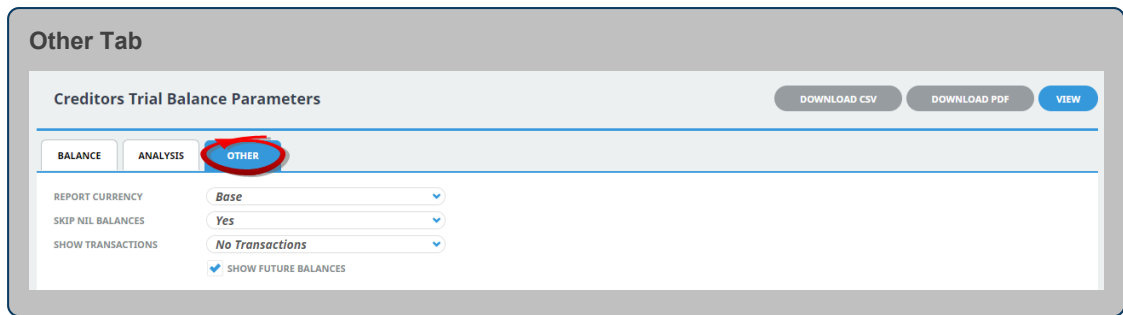 Other Tab
Creditors Trial Balance Parameters
DOWNLOAD CSV
DOWNLOAD PDF
VIEW
BALANCE
ANALYSIS
OTHER
REPORT CURRENCY Base
SKIP NIL BALANCES Yes
SHOW TRANSACTIONS No Transactions
SHOW FUTURE BALANCES